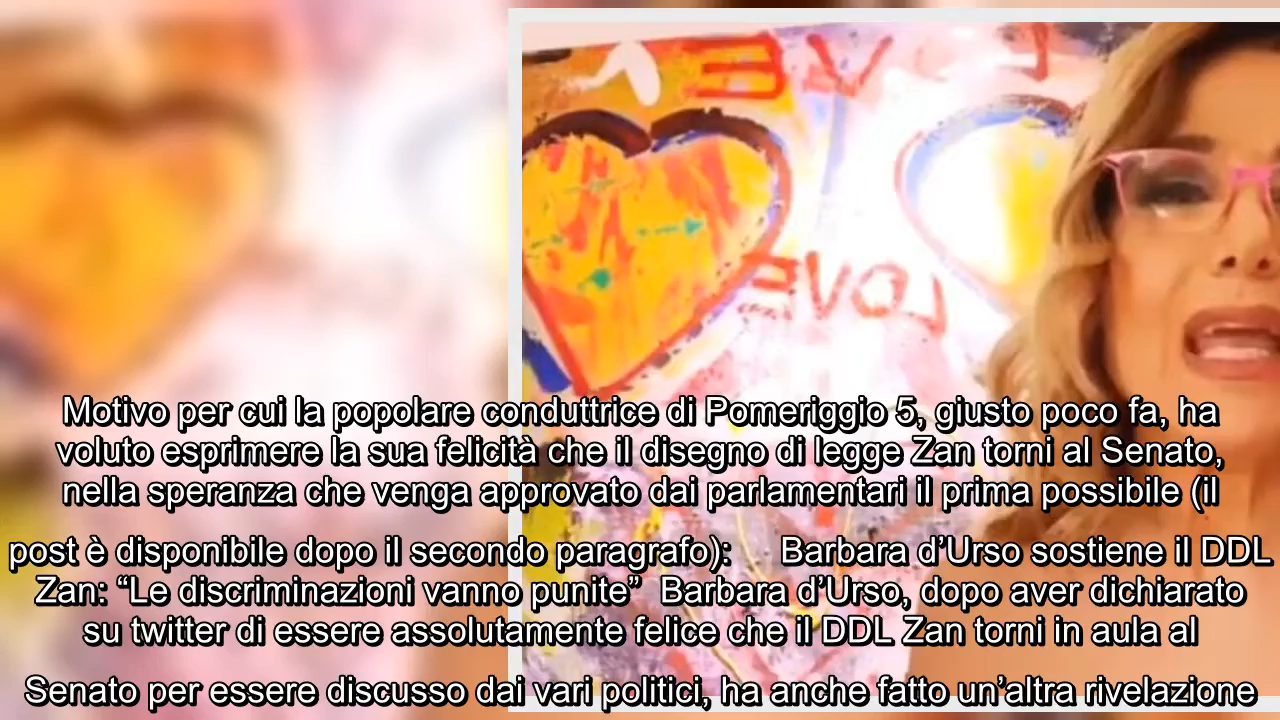 LOVE
LOVE
Motivo per cui la popolare conduttrice di Pomeriggio 5, giusto poco fa, ha
voluto esprimere la sua felicità che il disegno di legge Zan torni al Senato,
nella speranza che venga approvato dai parlamentari il prima possibile (il
post è disponibile dopo il secondo paragrafo): Barbara d’Urso sostiene il DDL
Zan: “Le discriminazioni vanno punite” Barbara d’Urso, dopo aver dichiarato
su twitter di essere assolutamente felice che il DDL Zan torni in aula al
Senato per essere discusso dai vari politici, ha anche fatto un’altra rivelazione